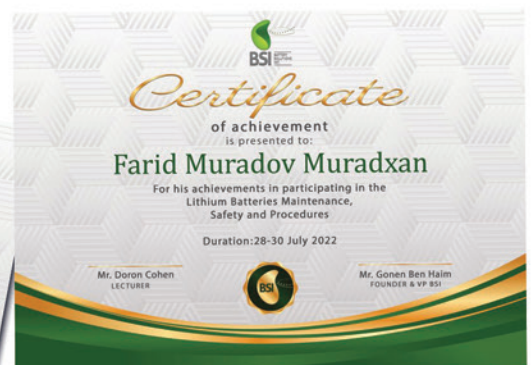 BSI
Certificate
of achievement
is presented to:
Farid Muradov Muradxan
For his achievements in participating in the
Lithium Batteries Maintenance,
Safety and Procedures
Duration:28-30 July 2022
Mr. Doron Cohen
LECTURER
BSI
Mr. Gonen Ben Haim
FOUNDER & VP BSI